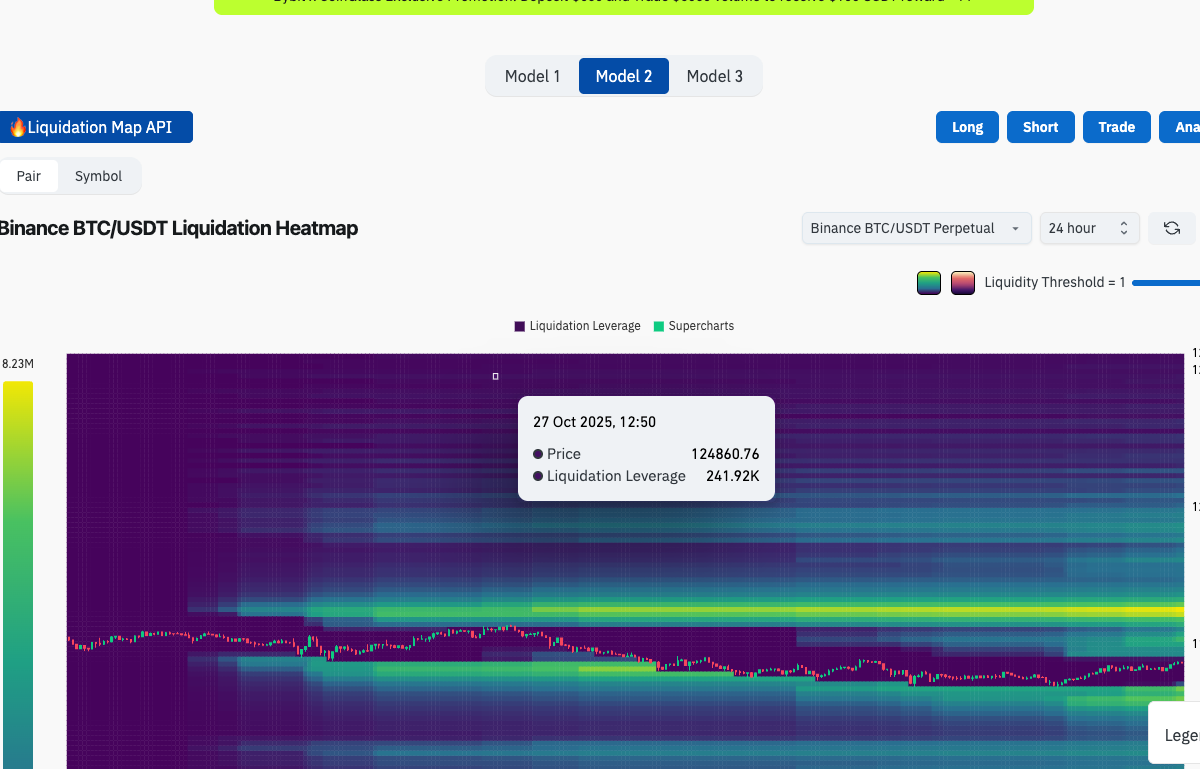 Model 1 Model 2 Model 3
🔥Liquidation Map API
Long Short Trade Ana
Pair Symbol
Binance BTC/USDT Liquidation Heatmap
Binance BTC/USDT Perpetual 24 hour
Liquidity Threshold = 1
Liquidation Leverage Supercharts
8.23M
27 Oct 2025, 12:50
Price 124860.76
Liquidation Leverage 241.92K